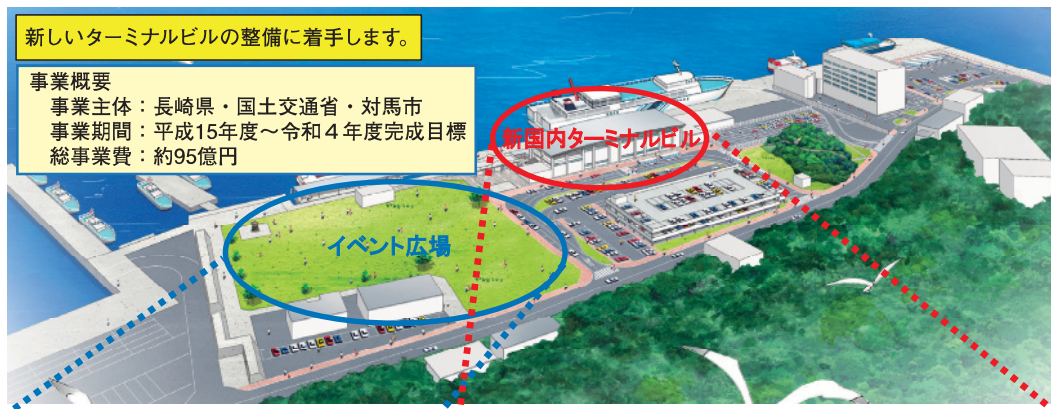 新しいターミナルビルの整備に着手します。
事業概要
事業主体：長崎県・国土交通省・対馬市
事業期間：平成15年度～令和４年度完成目標
総事業費：約95億円
新国内ターミナルビル
イベント広場